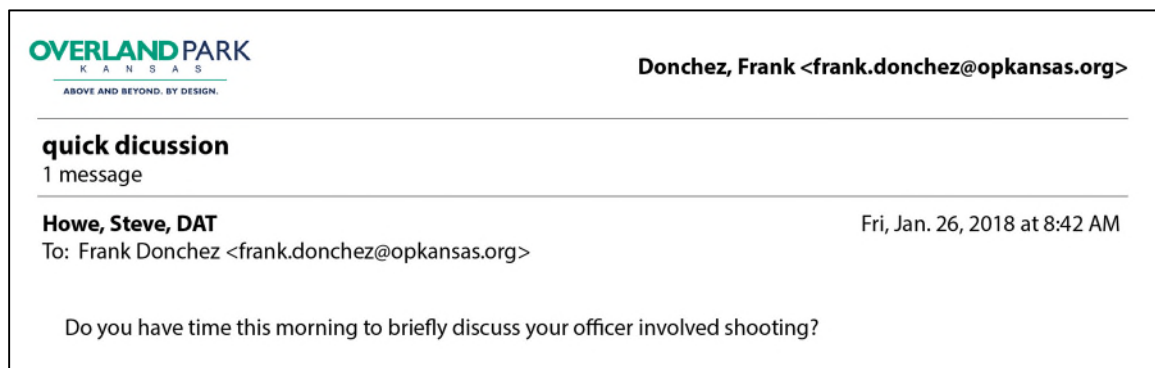 OVERLAND PARK
KANSAS
ABOVE AND BEYOND. BY DESIGN.
Donchez, Frank <frank.donchez@opkansas.org>
quick dicussion
1 message
Howe, Steve, DAT
Fri, Jan. 26, 2018 at 8:42 AM
To: Frank Donchez <frank.donchez@opkansas.org>
Do you have time this morning to briefly discuss your officer involved shooting?